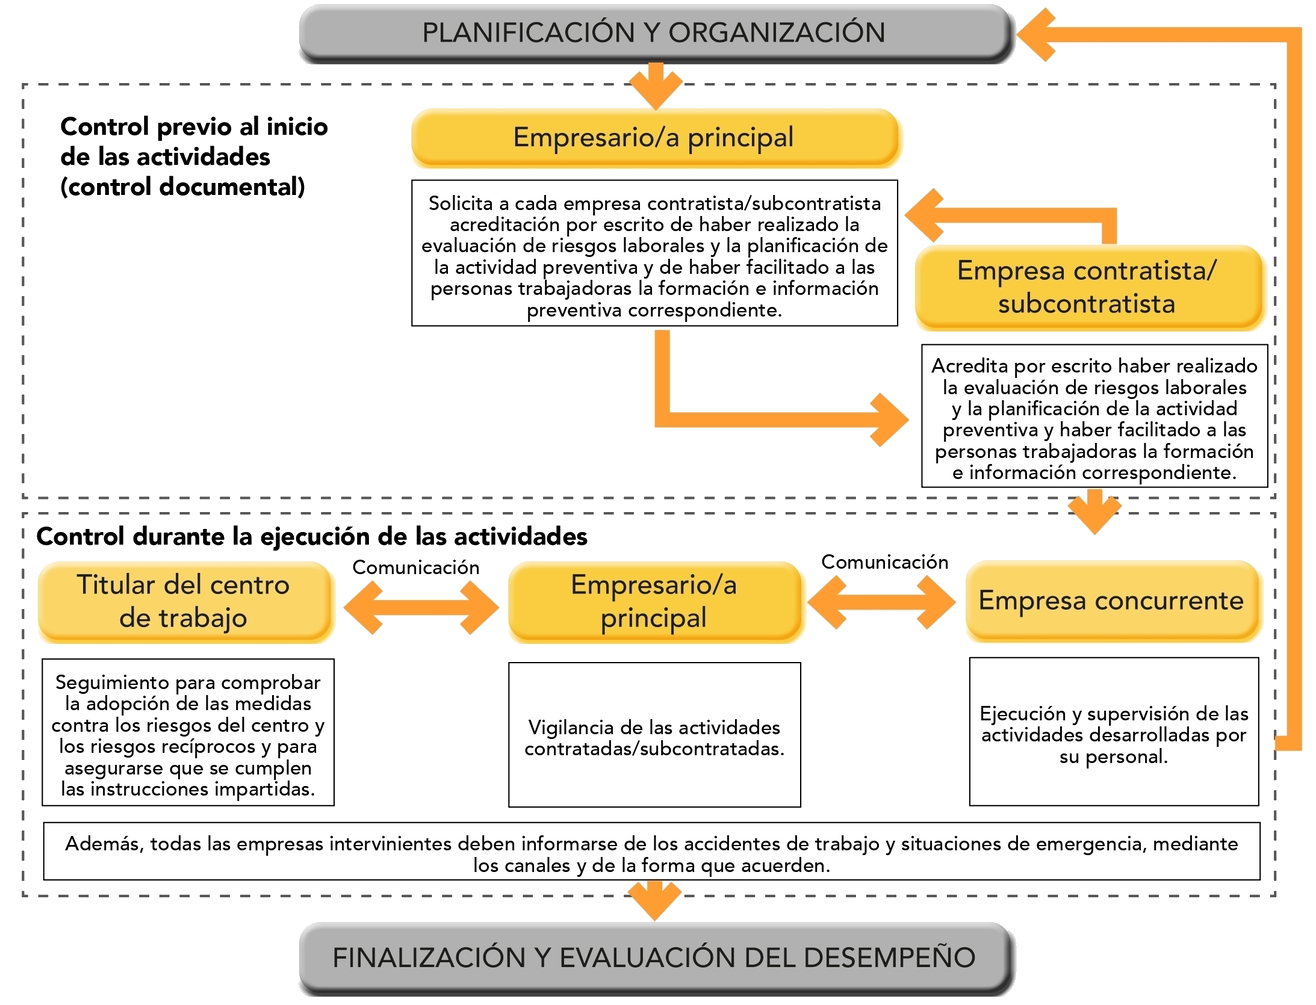 PLANIFICACIÓN Y ORGANIZACIÓN
Control previo al inicio
de las actividades
(control documental)
Empresario/a principal
Solicita a cada empresa contratista/subcontratista
acreditación por escrito de haber realizado la
evaluación de riesgos laborales y la planificación de
la actividad preventiva y de haber facilitado a las
personas trabajadoras la formación e información
preventiva correspondiente.
Empresa contratista/
subcontratista
Acredita por escrito haber realizado
la evaluación de riesgos laborales
y la planificación de la actividad
preventiva y haber facilitado a las
personas trabajadoras la formación
e información correspondiente.
Control durante la ejecución de las actividades
Titular del centro
de trabajo
Comunicación
Empresario/a
principal
Comunicación
Empresa concurrente
Seguimiento para comprobar
la adopción de las medidas
contra los riesgos del centro y
los riesgos recíprocos y para
asegurarse que se cumplen
las instrucciones impartidas.
Vigilancia de las actividades
contratadas/subcontratadas.
Ejecución y supervisión de las
actividades desarrolladas por
su personal.
Además, todas las empresas intervinientes deben informarse de los accidentes de trabajo y situaciones de emergencia, mediante
los canales y de la forma que acuerden.
FINALIZACIÓN Y EVALUACIÓN DEL DESEMPEÑO